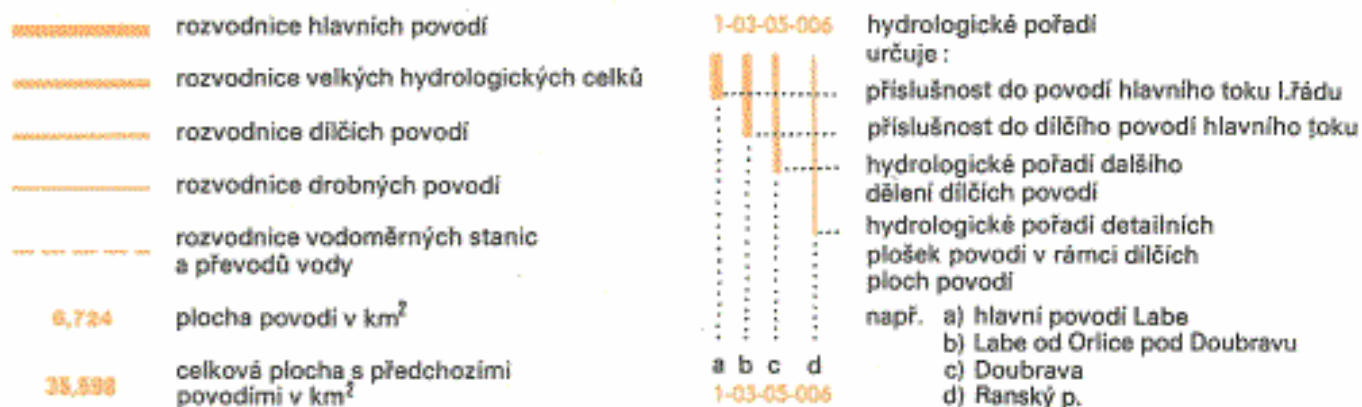 rozvodnice hlavních povodí
rozvodnice velkých hydrologických celků
rozvodnice dílčích povodí
rozvodnice drobných povodí
rozvodnice vodoměrných stanic
a převodů vody
6,724 plocha povodí v km²
35,598 celková plocha s předchozími
povodími v km²
1-03-05-006 hydrologické pořadí
určuje :
příslušnost do povodí hlavního toku I.řádu
příslušnost do dílčího povodí hlavního toku
hydrologické pořadí dalšího
dělení dílčích povodí
hydrologické pořadí detailních
plošek povodí v rámci dílčích
ploch povodí
např. a) hlavní povodí Labe
b) Labe od Orlice pod Doubravu
c) Doubrava
d) Ranský p.
a b c d
1-03-05-006